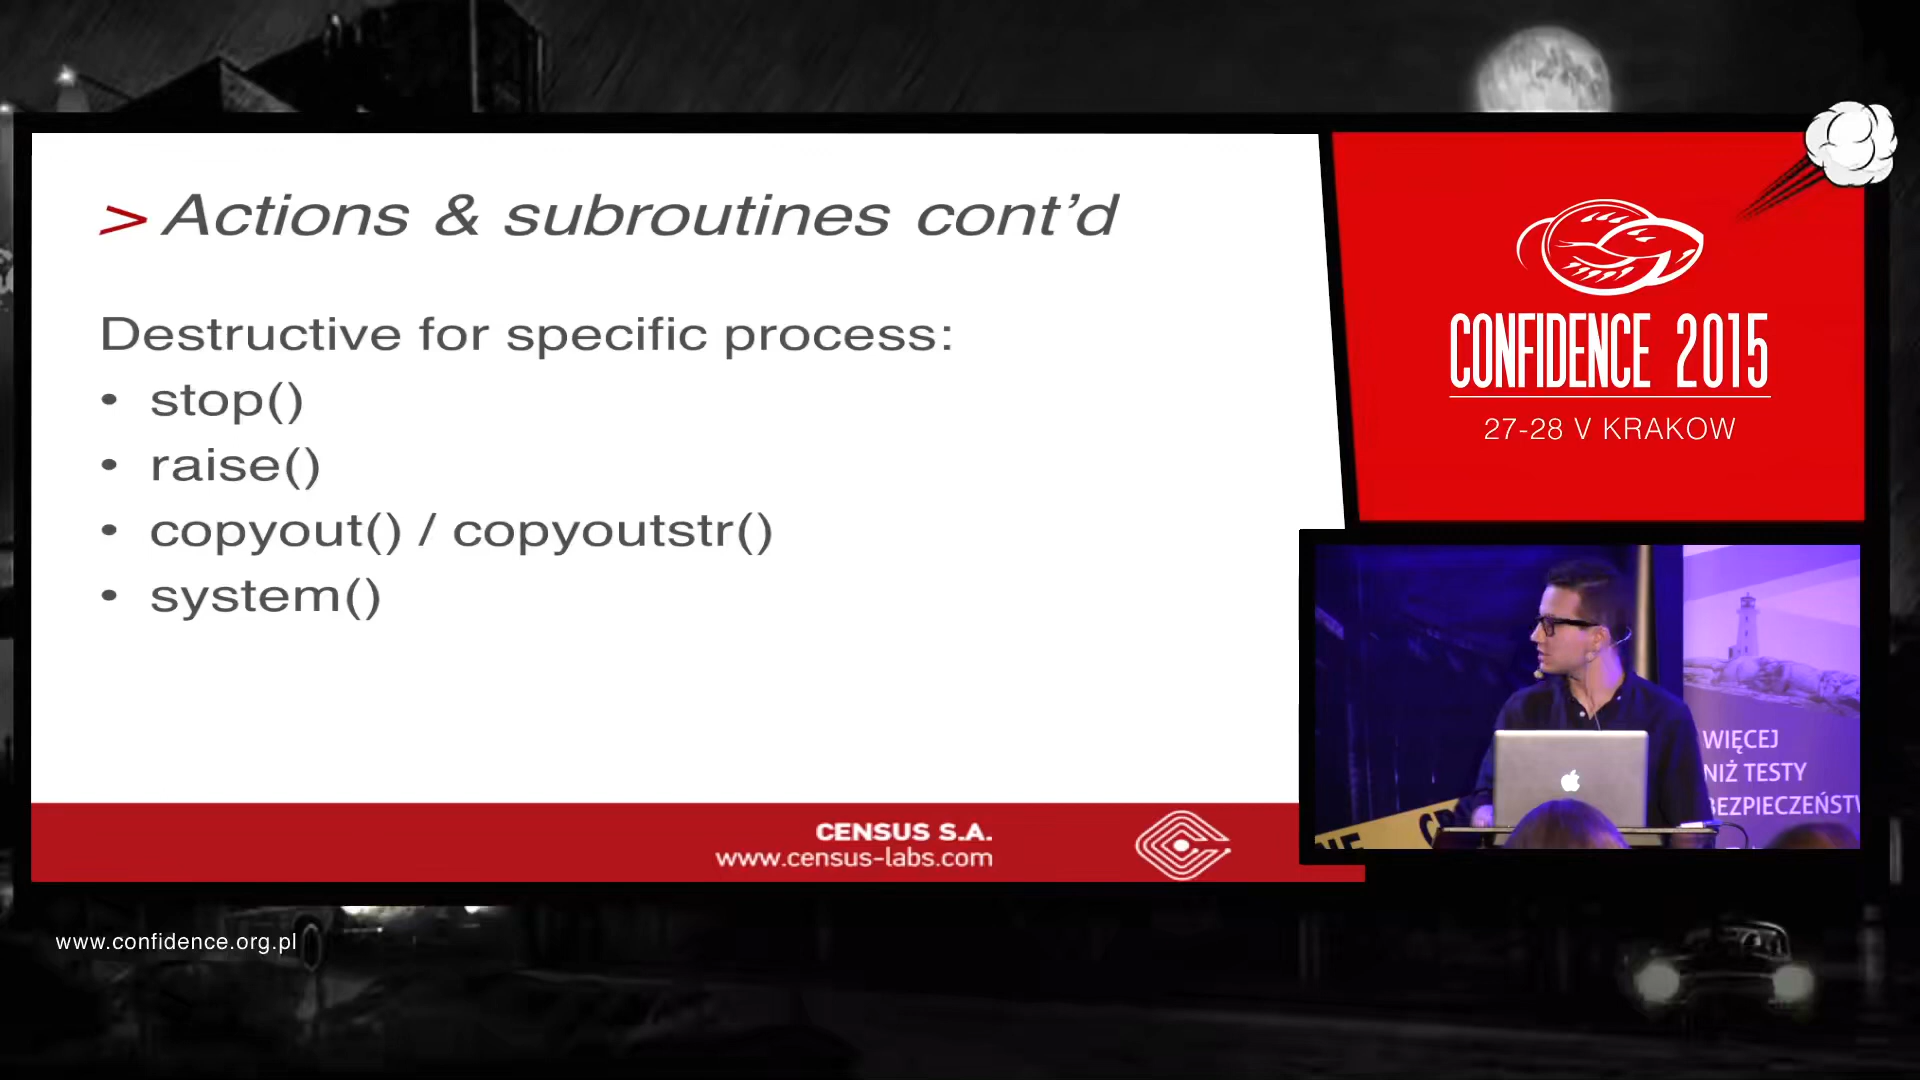 > Actions & subroutines cont’d
Destructive for specific process:
• stop()
• raise()
• copyout() / copyoutstr()
• system()
CENSUS S.A.
www.census-labs.com
CONFIDENCE 2015
27-28 V KRAKOW
WIĘCEJ
NIŻ TESTY
www.confidence.org.pl